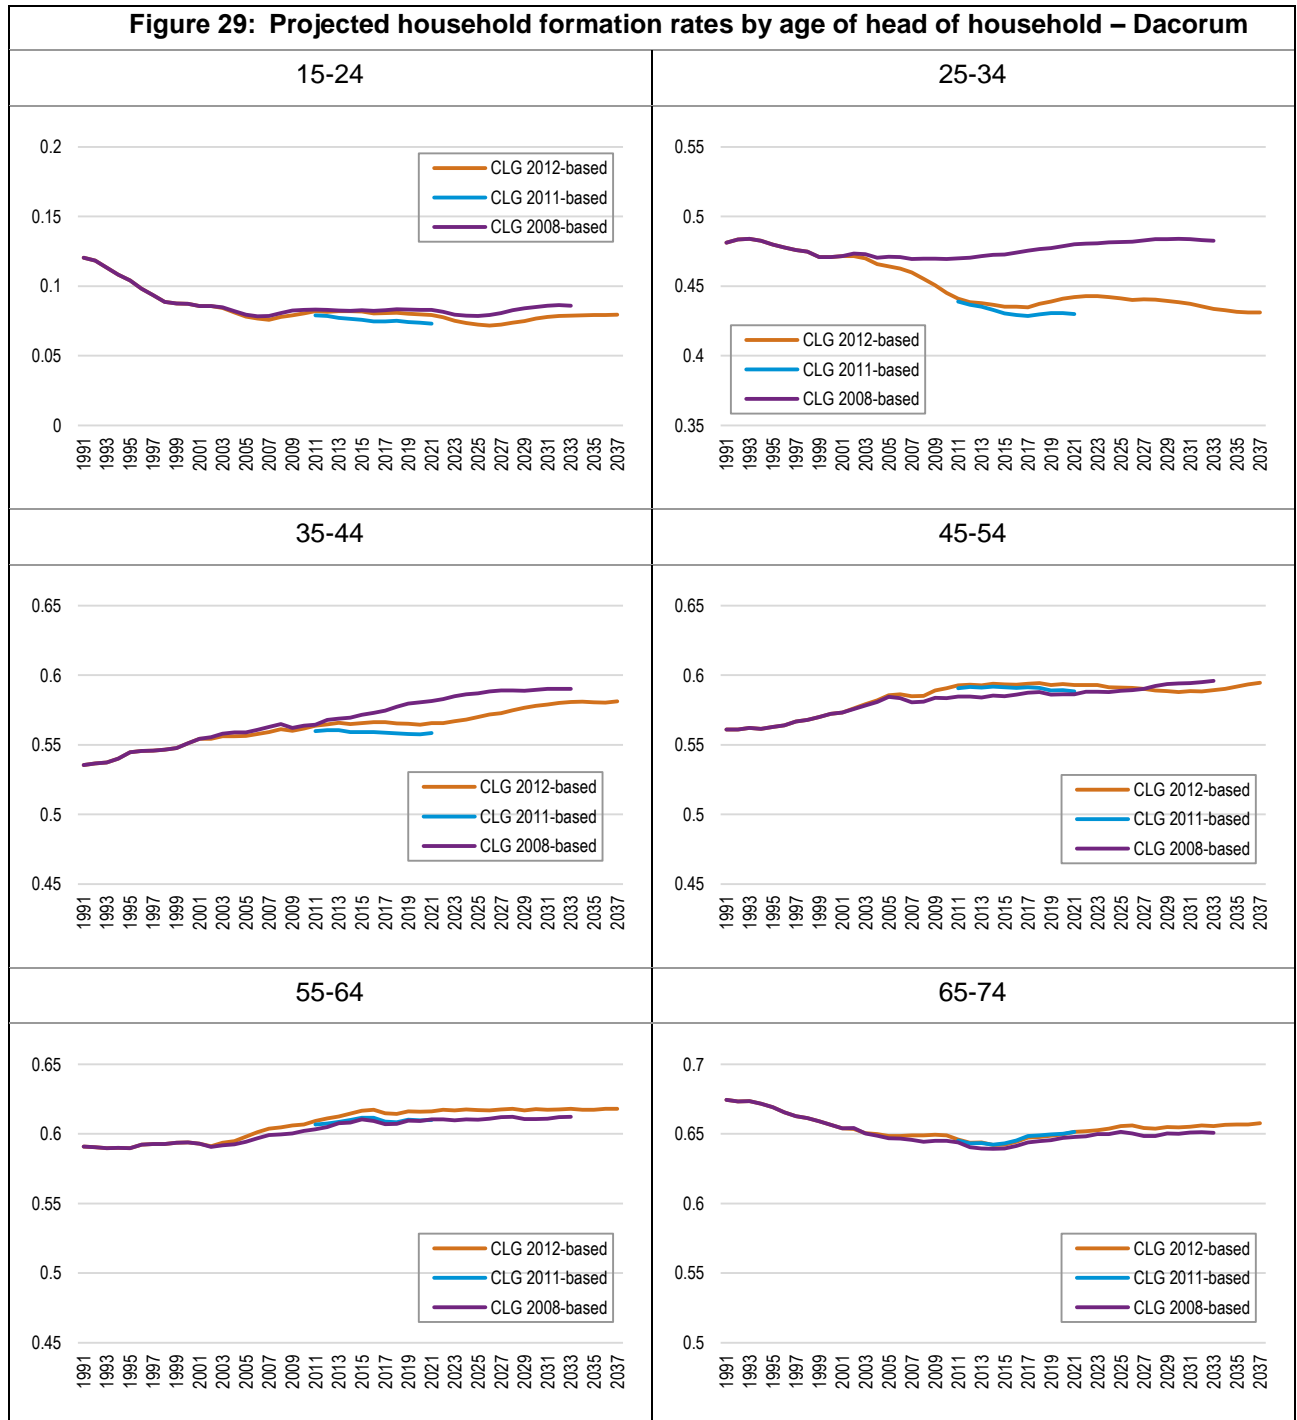 Figure 29:  Projected household formation rates by age of head of household – Dacorum
15-24
25-34
0.2
0.15
0.1
0.05
0
CLG 2012-based
CLG 2011-based
CLG 2008-based
1991 1993 1995 1997 1999 2001 2003 2005 2007 2009 2011 2013 2015 2017 2019 2021 2023 2025 2027 2029 2031 2033 2035 2037
0.55
0.5
0.45
0.4
0.35
CLG 2012-based
CLG 2011-based
CLG 2008-based
1991 1993 1995 1997 1999 2001 2003 2005 2007 2009 2011 2013 2015 2017 2019 2021 2023 2025 2027 2029 2031 2033 2035 2037
35-44
45-54
0.65
0.6
0.55
0.5
0.45
CLG 2012-based
CLG 2011-based
CLG 2008-based
1991 1993 1995 1997 1999 2001 2003 2005 2007 2009 2011 2013 2015 2017 2019 2021 2023 2025 2027 2029 2031 2033 2035 2037
0.65
0.6
0.55
0.5
0.45
CLG 2012-based
CLG 2011-based
CLG 2008-based
1991 1993 1995 1997 1999 2001 2003 2005 2007 2009 2011 2013 2015 2017 2019 2021 2023 2025 2027 2029 2031 2033 2035 2037
55-64
65-74
0.65
0.6
0.55
0.5
0.45
CLG 2012-based
CLG 2011-based
CLG 2008-based
1991 1993 1995 1997 1999 2001 2003 2005 2007 2009 2011 2013 2015 2017 2019 2021 2023 2025 2027 2029 2031 2033 2035 2037
0.7
0.65
0.6
0.55
0.5
CLG 2012-based
CLG 2011-based
CLG 2008-based
1991 1993 1995 1997 1999 2001 2003 2005 2007 2009 2011 2013 2015 2017 2019 2021 2023 2025 2027 2029 2031 2033 2035 2037